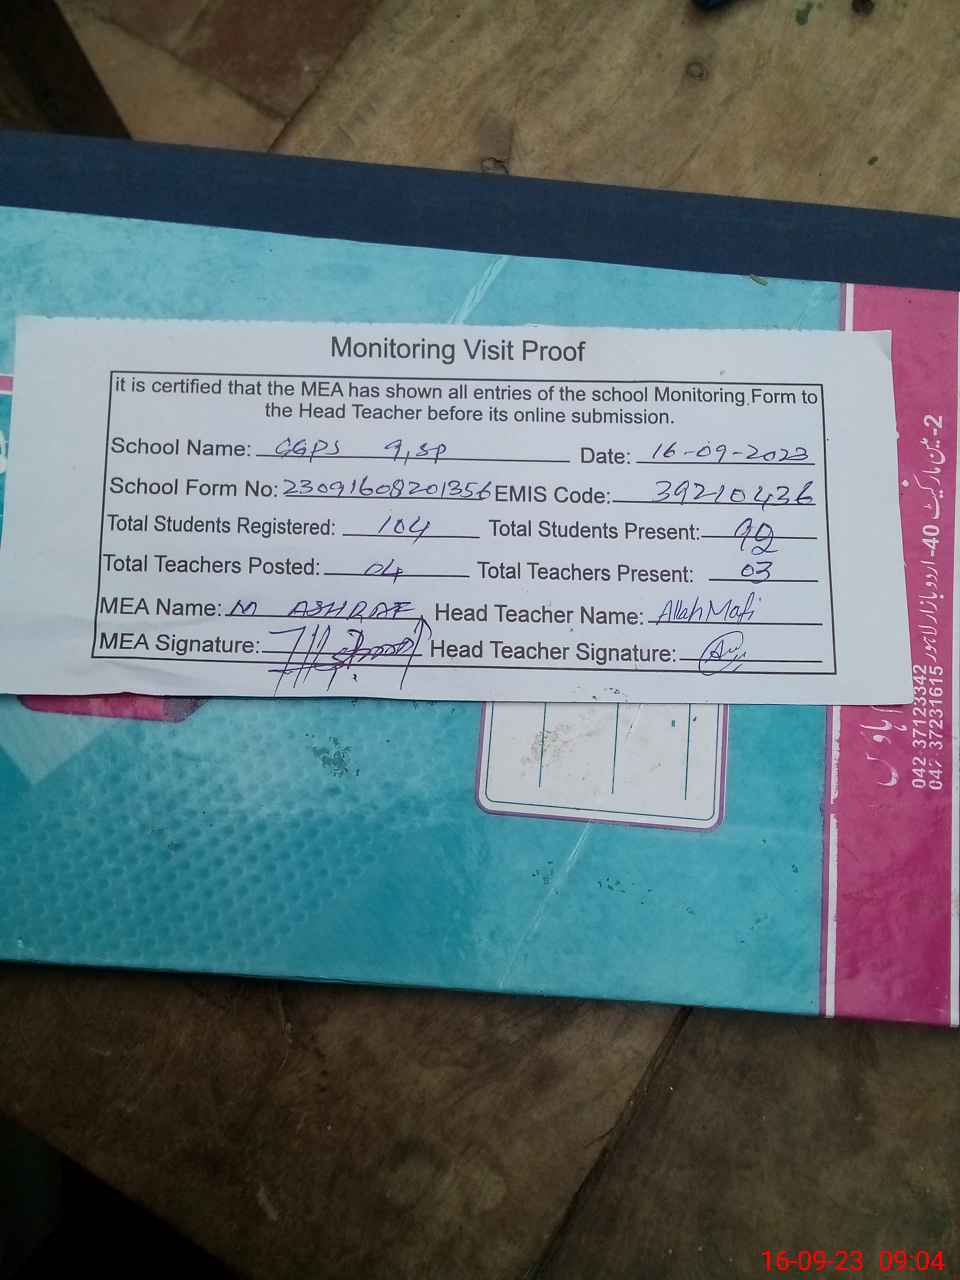 Monitoring Visit Proof
it is certified that the MEA has shown all entries of the school Monitoring Form to
the Head Teacher before its online submission.
School Name: GGPS 9,SP Date: 16-09-2023
School Form No: 23091608201356 EMIS Code: 39210436
Total Students Registered: 104 Total Students Present: 92
Total Teachers Posted: 04 Total Teachers Present: 03
MEA Name: M ASHRAF Head Teacher Name: Allah Mafi
MEA Signature: Head Teacher Signature:
2-مین مارکیٹ
40-اردو بازار لاہور
042-37123342
042-37231615
16-09-23 09:04